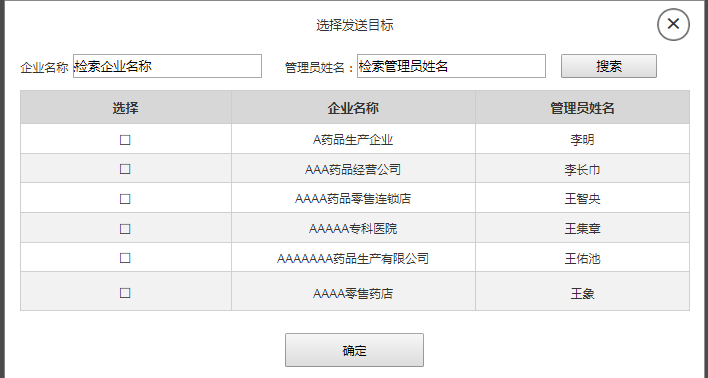 选择发送目标
企业名称：检索企业名称 管理员姓名：检索管理员姓名 搜索
选择 企业名称 管理员姓名
A药品生产企业 李明
AAA药品经营公司 李长巾
AAAA药品零售连锁店 王智央
AAAAA专科医院 王集章
AAAAAAA药品生产有限公司 王佑池
AAAA零售药店 王象
确定